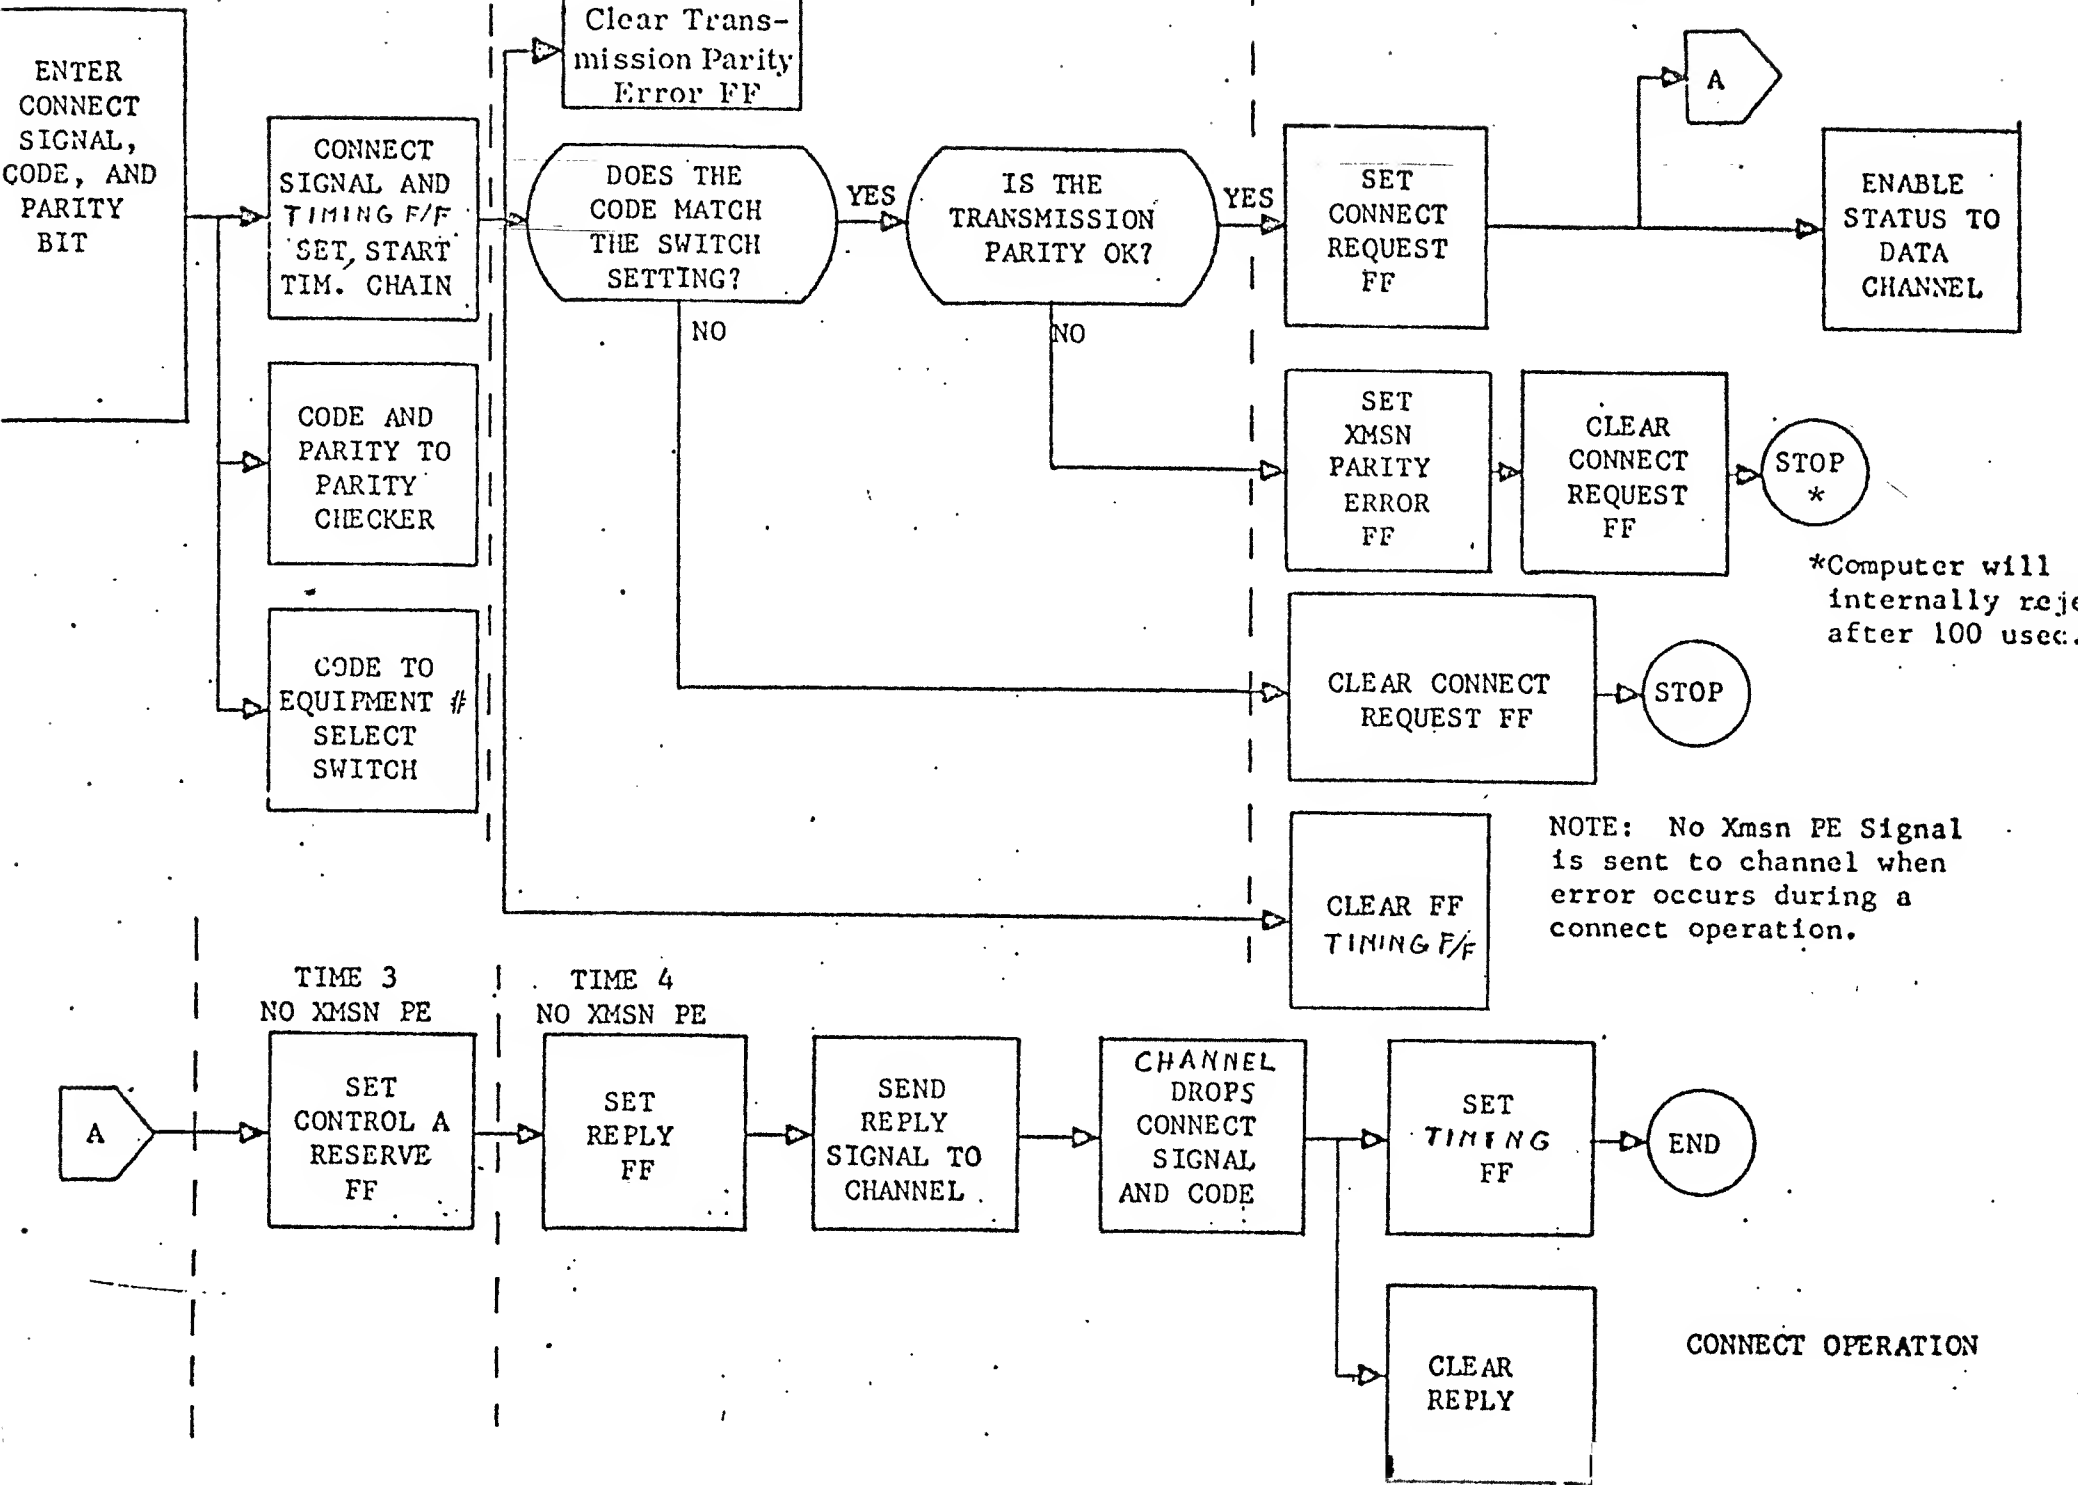 ENTER
CONNECT
SIGNAL,
CODE, AND
PARITY
BIT
CONNECT
SIGNAL AND
TIMING F/F
SET, START
TIM. CHAIN
CODE AND
PARITY TO
PARITY
CHECKER
CODE TO
EQUIPMENT #
SELECT
SWITCH
Clear Trans-
mission Parity
Error FF
DOES THE
CODE MATCH
THE SWITCH
SETTING?
YES
NO
IS THE
TRANSMISSION
PARITY OK?
YES
NO
SET
CONNECT
REQUEST
FF
A
ENABLE
STATUS TO
DATA
CHANNEL
SET
XMSN
PARITY
ERROR
FF
CLEAR
CONNECT
REQUEST
FF
STOP
*
*Computer will
internally reje
after 100 usec.
CLEAR CONNECT
REQUEST FF
STOP
CLEAR FF
TIMING F/F
NOTE: No Xmsn PE Signal
is sent to channel when
error occurs during a
connect operation.
TIME 3
NO XMSN PE
TIME 4
NO XMSN PE
A
SET
CONTROL A
RESERVE
FF
SET
REPLY
FF
SEND
REPLY
SIGNAL TO
CHANNEL
CHANNEL
DROPS
CONNECT
SIGNAL
AND CODE
SET
TIMING
FF
END
CLEAR
REPLY
CONNECT OPERATION